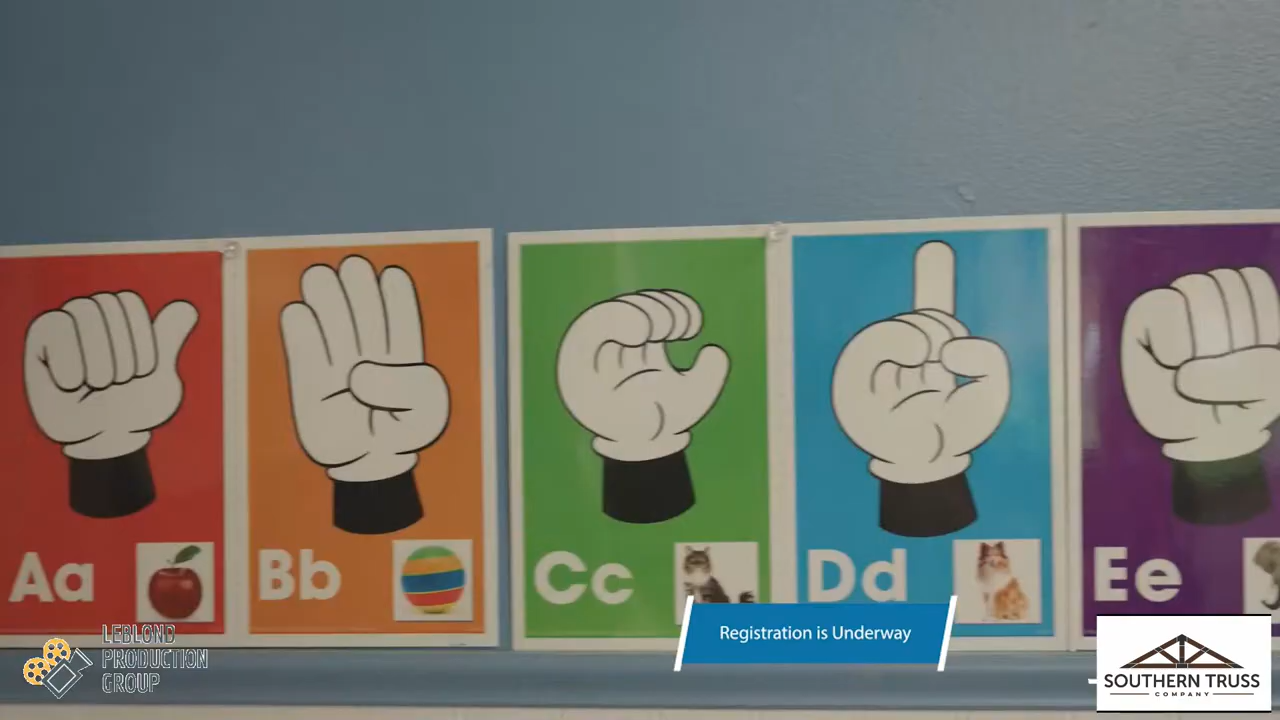 Aa
Bb
Cc
Dd
Ee
Registration is Underway
LEBLOND
PRODUCTION
GROUP
SOUTHERN TRUSS
COMPANY